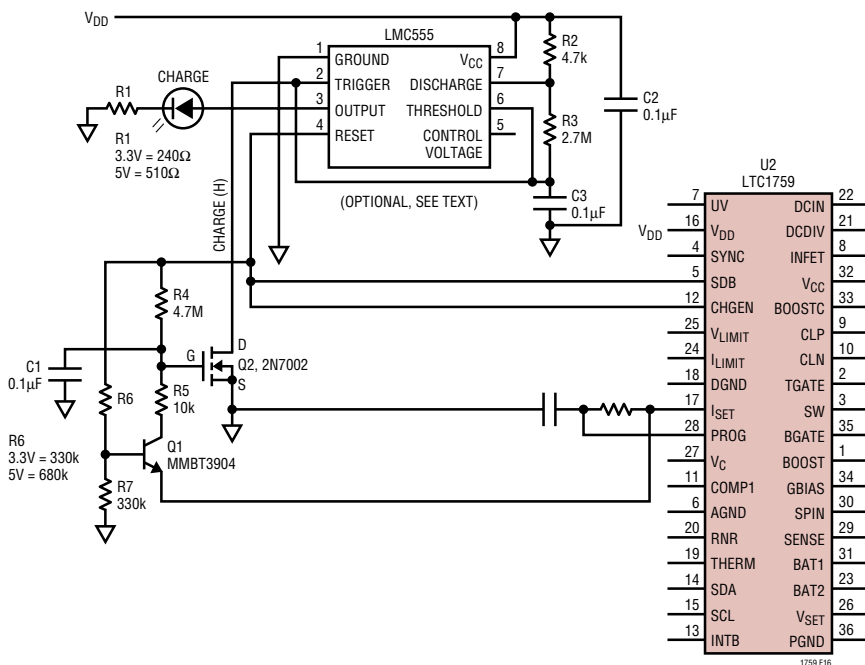 VDD
LMC555
1 GROUND VCC 8
2 TRIGGER DISCHARGE 7
3 OUTPUT THRESHOLD 6
4 RESET CONTROL VOLTAGE 5
(OPTIONAL, SEE TEXT)
CHARGE
R1
R1
3.3V = 240Ω
5V = 510Ω
R2
4.7k
R3
2.7M
C2
0.1µF
C3
0.1µF
CHARGE (H)
R4
4.7M
C1
0.1µF
G
D
S
Q2, 2N7002
R5
10k
R6
R6
3.3V = 330k
5V = 680k
Q1
MMBT3904
R7
330k
U2
LTC1759
VDD
7 UV DCIN 22
16 VDD DCDIV 21
4 SYNC INFET 8
5 SDB VCC 32
12 CHGEN BOOSTC 33
25 VLIMIT CLP 9
24 ILIMIT CLN 10
18 DGND TGATE 2
17 ISET SW 3
28 PROG BGATE 35
27 VC BOOST 1
11 COMP1 GBIAS 34
6 AGND SPIN 30
20 RNR SENSE 29
19 THERM BAT1 31
14 SDA BAT2 23
15 SCL VSET 26
13 INTB PGND 36
1759 F16